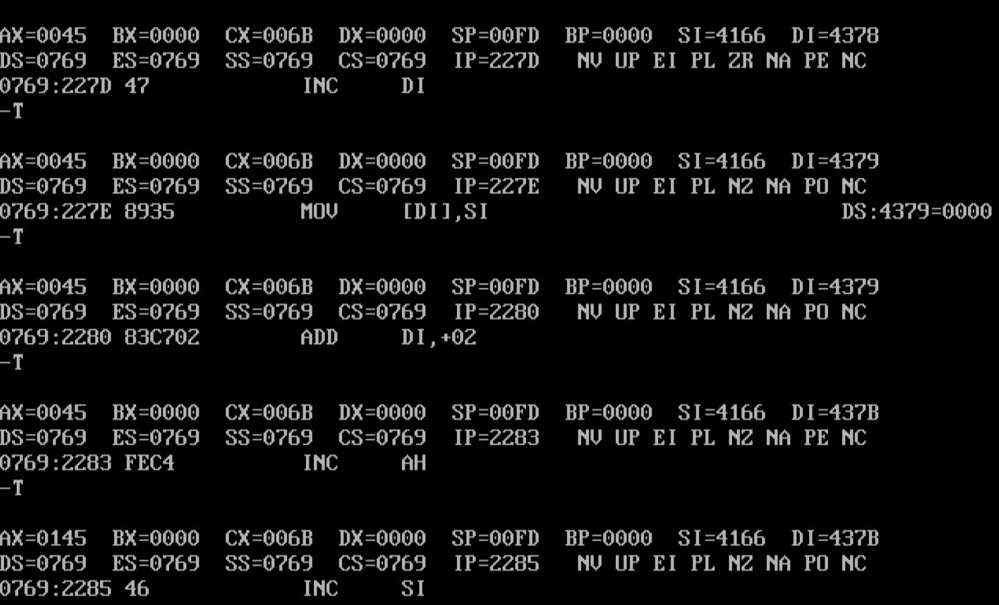 AX=0045  BX=0000  CX=006B  DX=0000  SP=00FD  BP=0000  SI=4166  DI=4378
DS=0769  ES=0769  SS=0769  CS=0769  IP=227D   NV UP EI PL ZR NA PE NC
0769:227D 47            INC     DI
-T
AX=0045  BX=0000  CX=006B  DX=0000  SP=00FD  BP=0000  SI=4166  DI=4379
DS=0769  ES=0769  SS=0769  CS=0769  IP=227E   NV UP EI PL NZ NA PO NC
0769:227E 8935          MOV     [DI],SI                            DS:4379=0000
-T
AX=0045  BX=0000  CX=006B  DX=0000  SP=00FD  BP=0000  SI=4166  DI=4379
DS=0769  ES=0769  SS=0769  CS=0769  IP=2280   NV UP EI PL NZ NA PO NC
0769:2280 83C702        ADD     DI,+02
-T
AX=0045  BX=0000  CX=006B  DX=0000  SP=00FD  BP=0000  SI=4166  DI=437B
DS=0769  ES=0769  SS=0769  CS=0769  IP=2283   NV UP EI PL NZ NA PE NC
0769:2283 FEC4          INC     AH
-T
AX=0145  BX=0000  CX=006B  DX=0000  SP=00FD  BP=0000  SI=4166  DI=437B
DS=0769  ES=0769  SS=0769  CS=0769  IP=2285   NV UP EI PL NZ NA PO NC
0769:2285 46            INC     SI